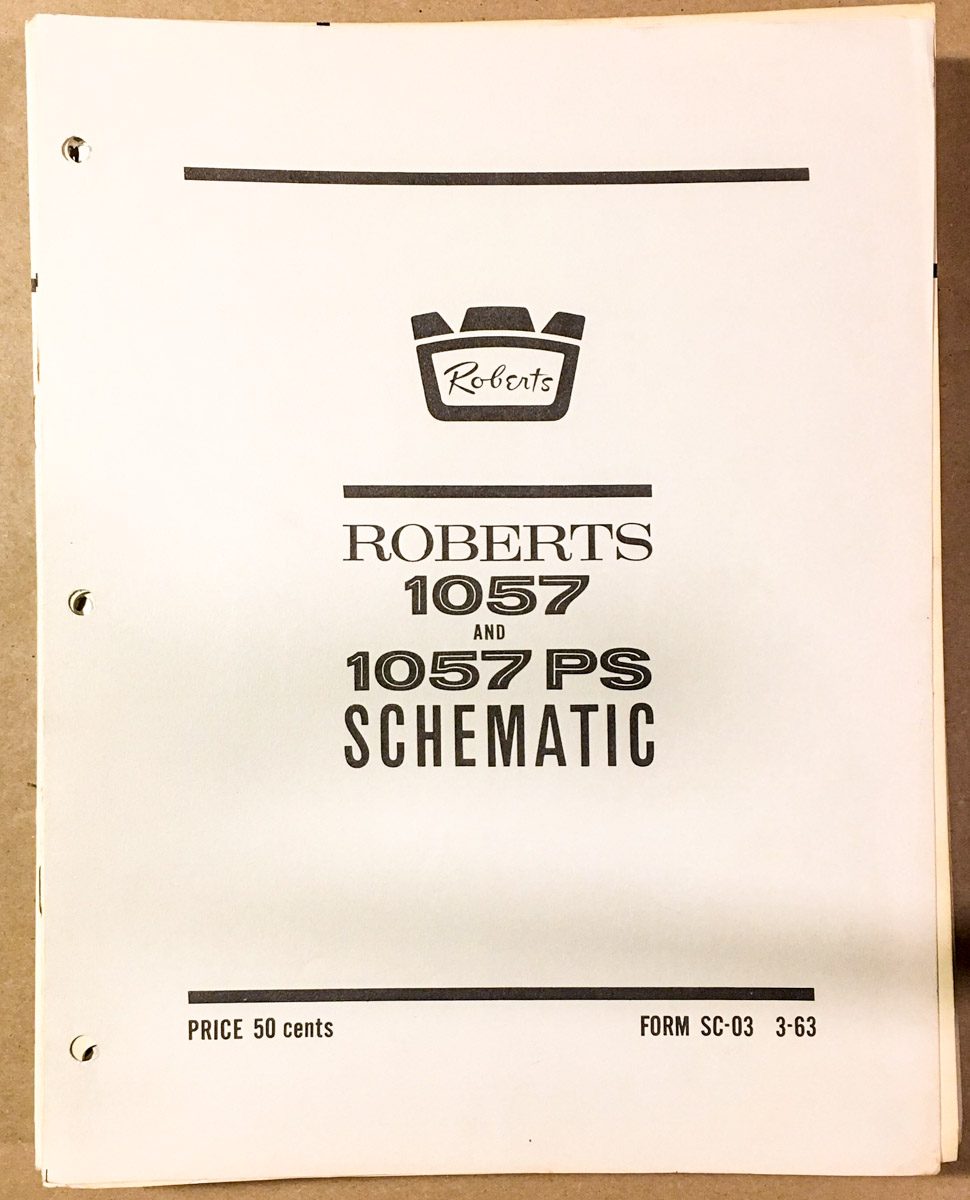 Roberts
ROBERTS
1057
AND
1057 PS
SCHEMATIC
PRICE 50 cents
FORM SC-03 3-63